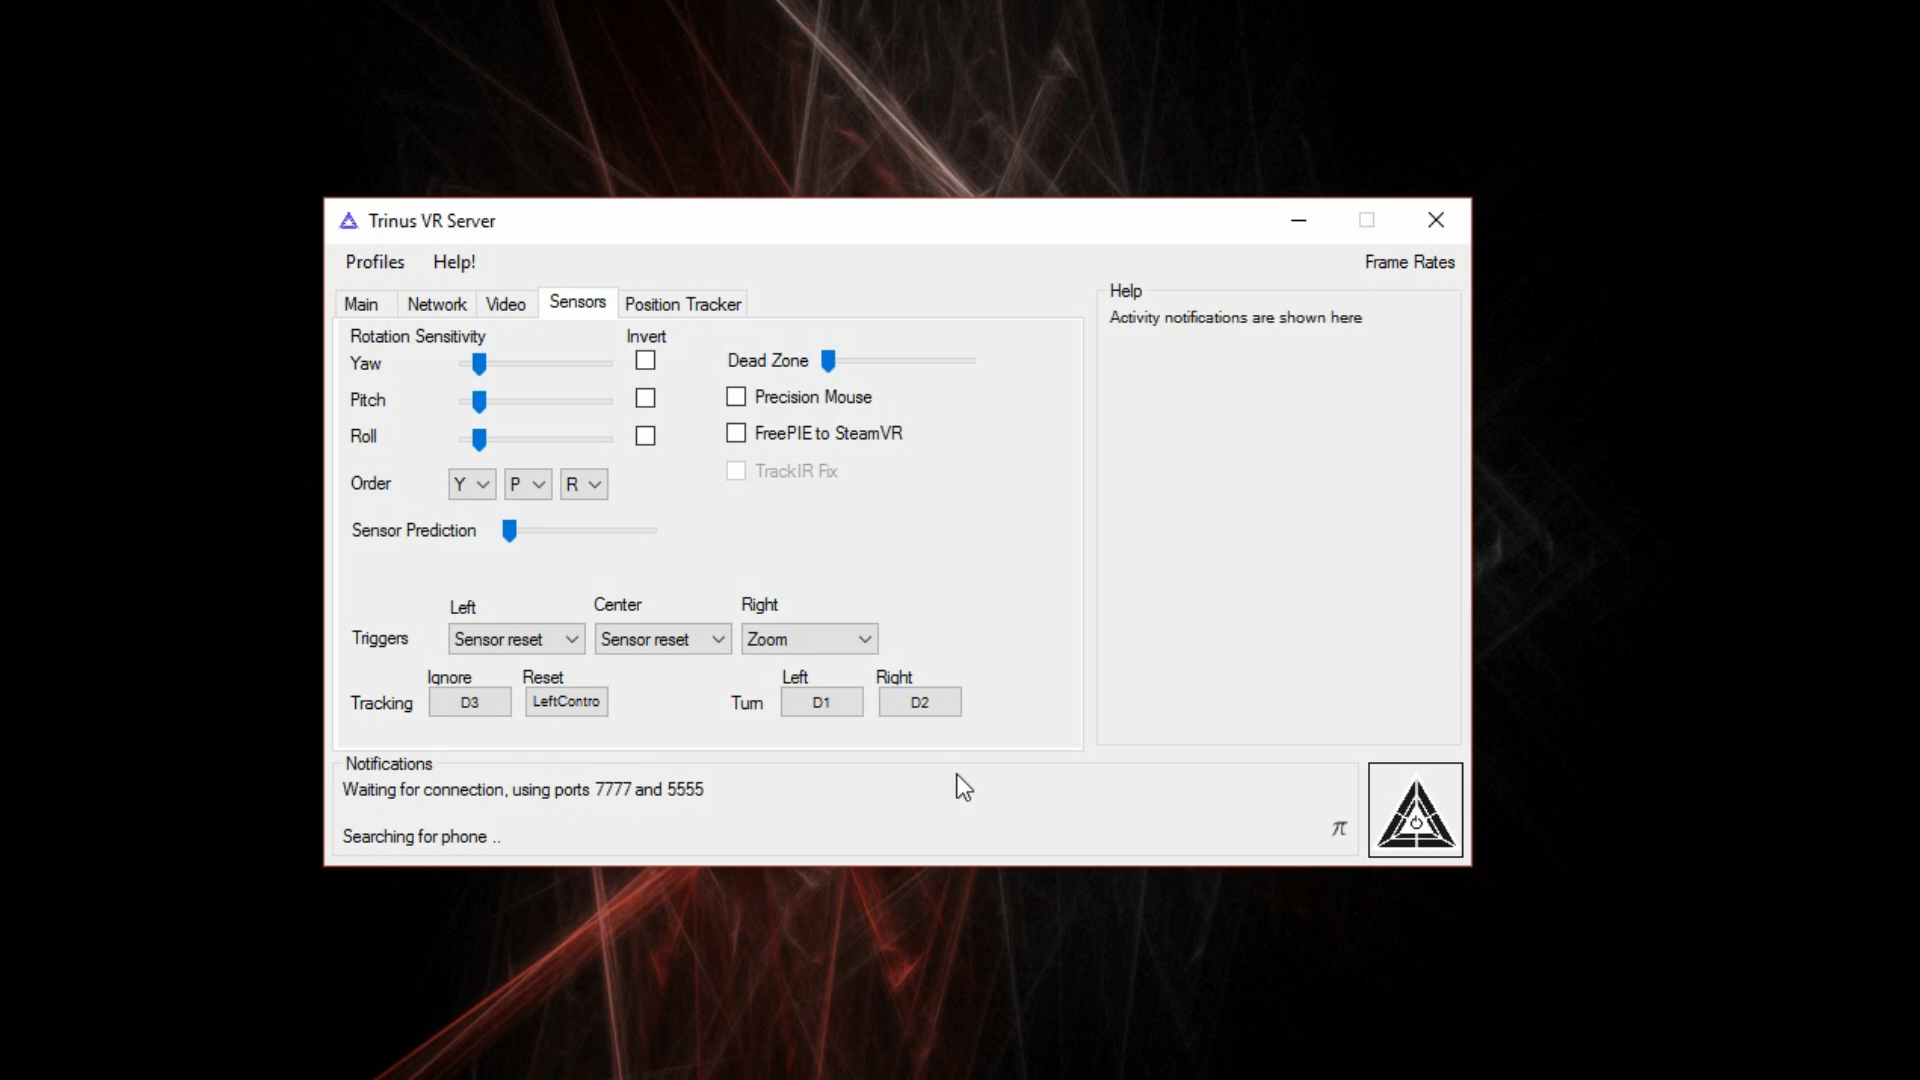 Trinus VR Server
Profiles Help! Frame Rates
Main Network Video Sensors Position Tracker
Help
Activity notifications are shown here
Rotation Sensitivity Invert
Yaw
Dead Zone
Pitch
Precision Mouse
Roll
FreePIE to SteamVR
TrackIR Fix
Order Y P R
Sensor Prediction
Left Center Right
Triggers Sensor reset Sensor reset Zoom
Ignore Reset Left Right
Tracking D3 LeftContro Turn D1 D2
Notifications
Waiting for connection, using ports 7777 and 5555
π
Searching for phone ..